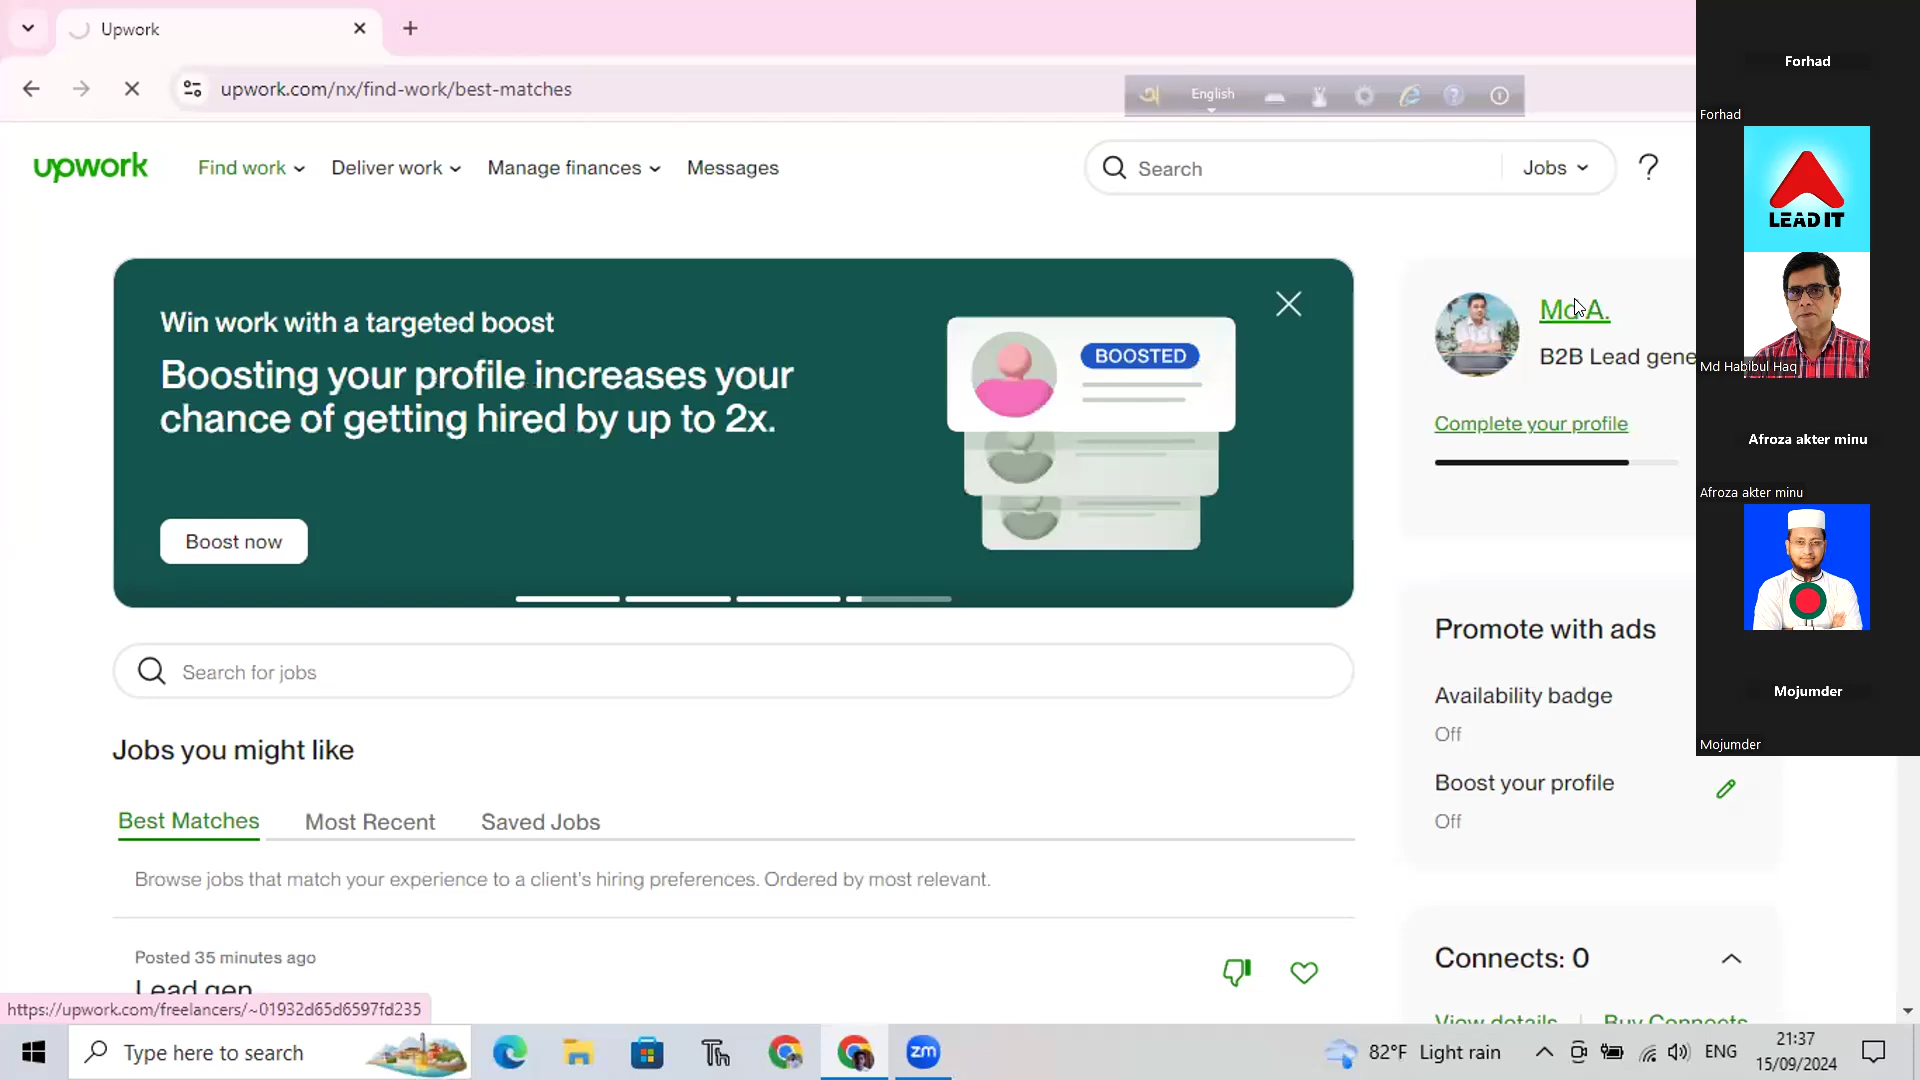 Upwork
upwork.com/nx/find-work/best-matches
English
upwork
Find work
Deliver work
Manage finances
Messages
Search
Jobs
?
Win work with a targeted boost
Boosting your profile increases your
chance of getting hired by up to 2x.
Boost now
BOOSTED
B2B Lead gene
Complete your profile
Search for jobs
Promote with ads
Availability badge
Off
Boost your profile
Off
Jobs you might like
Best Matches
Most Recent
Saved Jobs
Browse jobs that match your experience to a client's hiring preferences. Ordered by most relevant.
Posted 35 minutes ago
Lead gen
Connects: 0
View details
Buy Connects
https://upwork.com/freelancers/~01932d65d6597fd235
Forhad
Forhad
LEAD IT
Md Habibul Haq
Afroza akter minu
Afroza akter minu
Mojumder
Mojumder
Type here to search
zm
82°F Light rain
ENG
21:37
15/09/2024